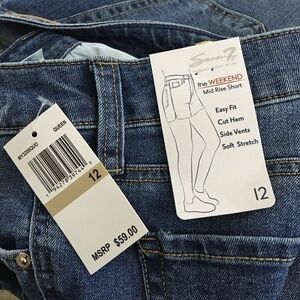 Seven7
the WEEKEND
Mid Rise Short
Easy Fit
Cut Hem
Side Vents
Soft Stretch
12
QUEEN
12
MSRP $59.00